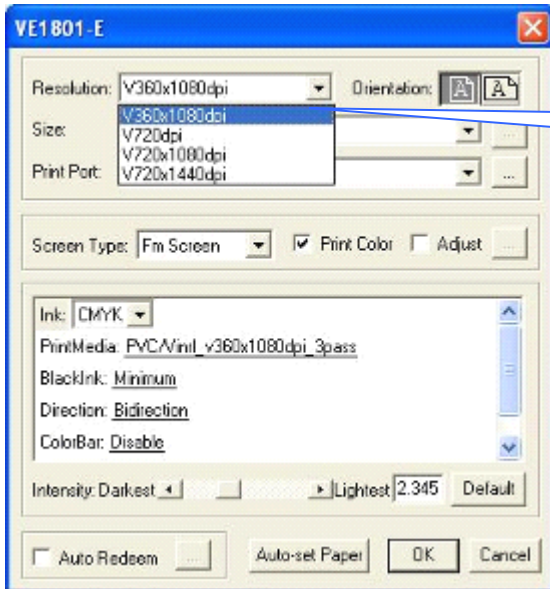 VE1801-E
Resolution: V360x1080dpi Orientation: A A
V360x1080dpi
Size: V720dpi ...
V720x1080dpi
Print Port: V720x1440dpi ...
Screen Type: Fm Screen Print Color Adjust ...
Ink: CMYK
PrintMedia: PVC/Vinil_v360x1080dpi_3pass
BlackInk: Minimum
Direction: Bidirection
ColorBar: Disable
Intensity: Darkest Lightest 2.345 Default
Auto Redeem ... Auto-set Paper OK Cancel